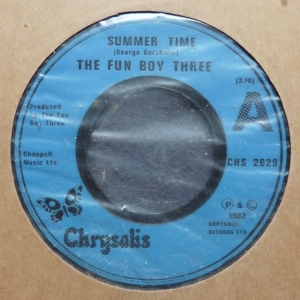 SUMMER TIME
(George Gershwin)
THE FUN BOY THREE
(3.18)
A
Produced
by The Fun
Boy Three
CHS 2629
Chappell
Music Ltd.
P & C
1982
CHRYSALIS
RECORDS LTD
Chrysalis